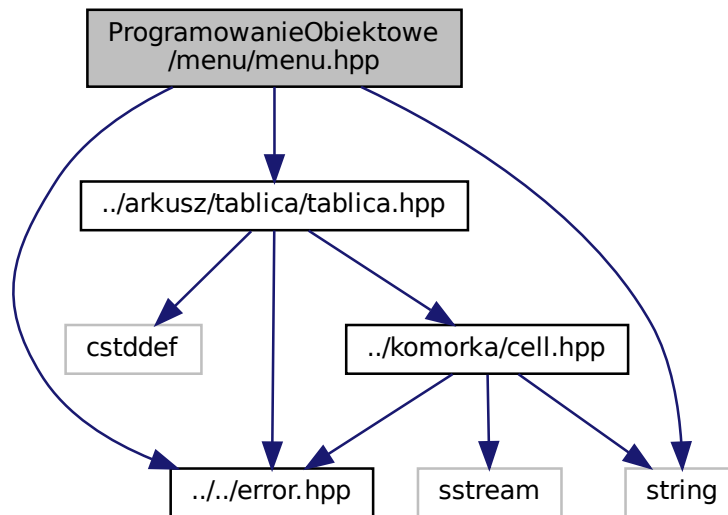 ProgramowanieObiektowe
/menu/menu.hpp
../arkusz/tablica/tablica.hpp
cstddef
../komorka/cell.hpp
../../error.hpp
sstream
string